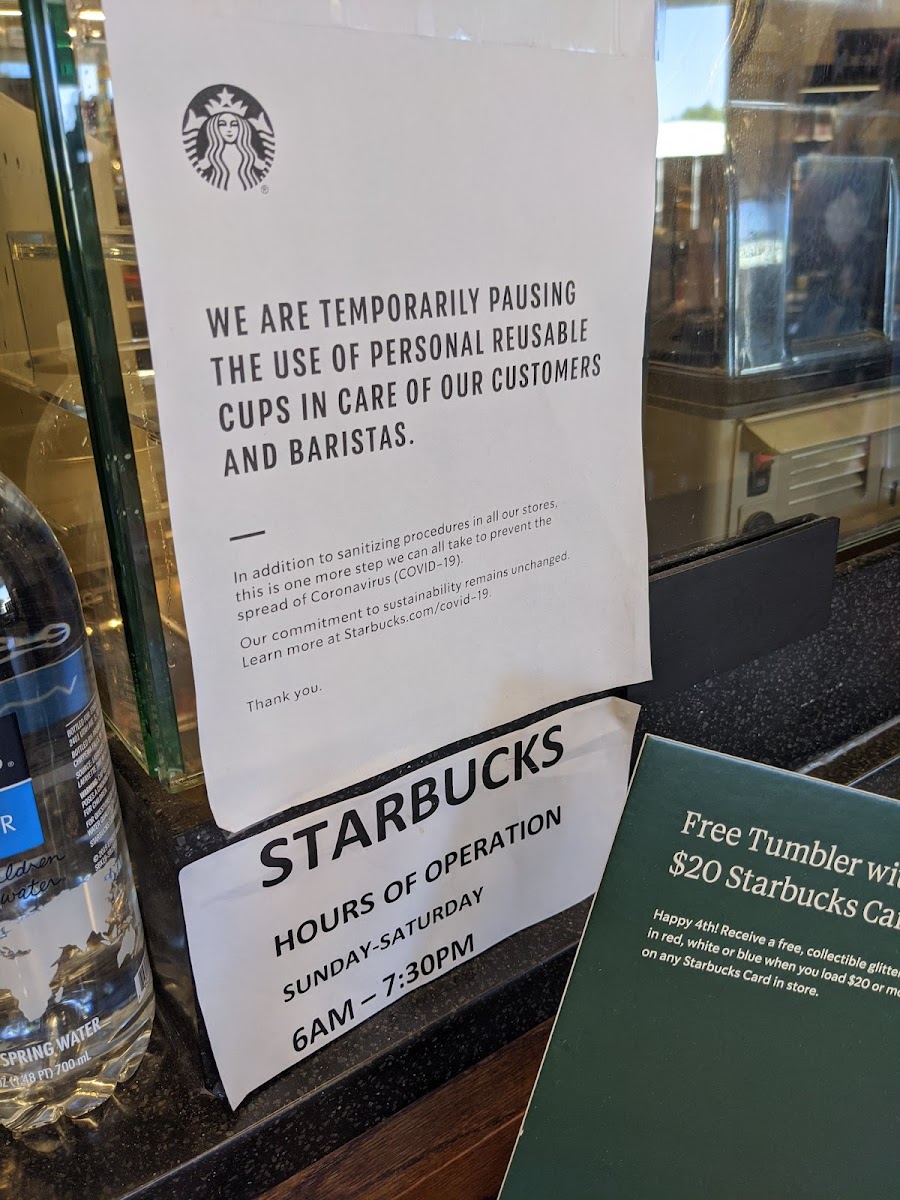 ®
WE ARE TEMPORARILY PAUSING
THE USE OF PERSONAL REUSABLE
CUPS IN CARE OF OUR CUSTOMERS
AND BARISTAS.
In addition to sanitizing procedures in all our stores,
this is one more step we can all take to prevent the
spread of Coronavirus (COVID-19).
Our commitment to sustainability remains unchanged.
Learn more at Starbucks.com/covid-19.
Thank you.
STARBUCKS
HOURS OF OPERATION
SUNDAY-SATURDAY
6AM – 7:30PM
Free Tumbler
$20 Starbucks
Happy 4th! Receive a free, collectible
in red, white or blue when you load $20 or
on any Starbucks Card in store.
water
SPRING WATER
700 mL